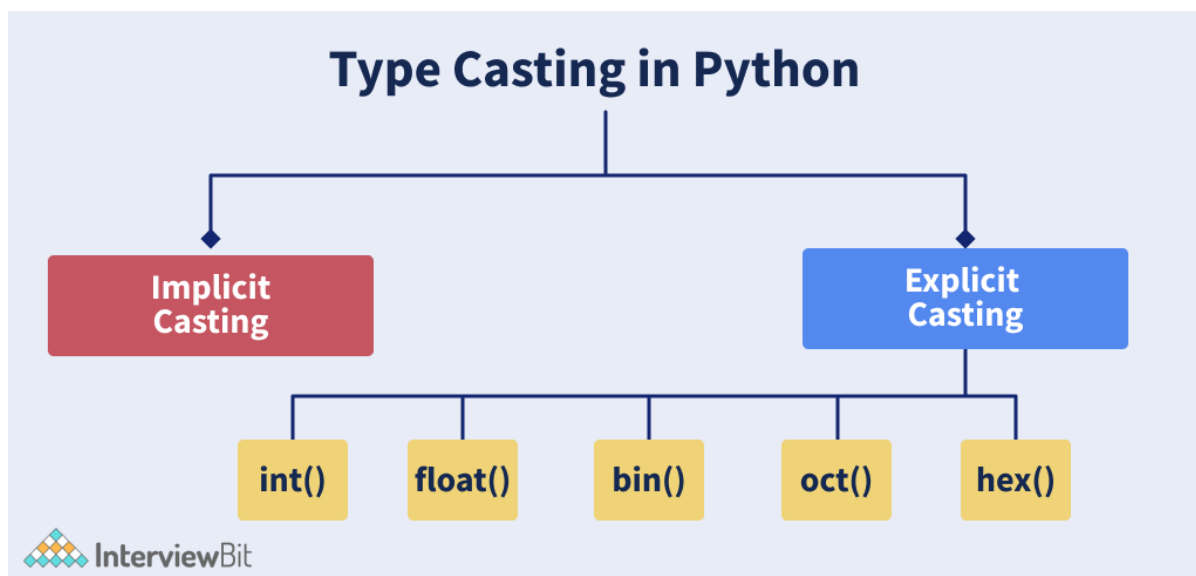 Type Casting in Python
Implicit
Casting
Explicit
Casting
int()
float()
bin()
oct()
hex()
InterviewBit